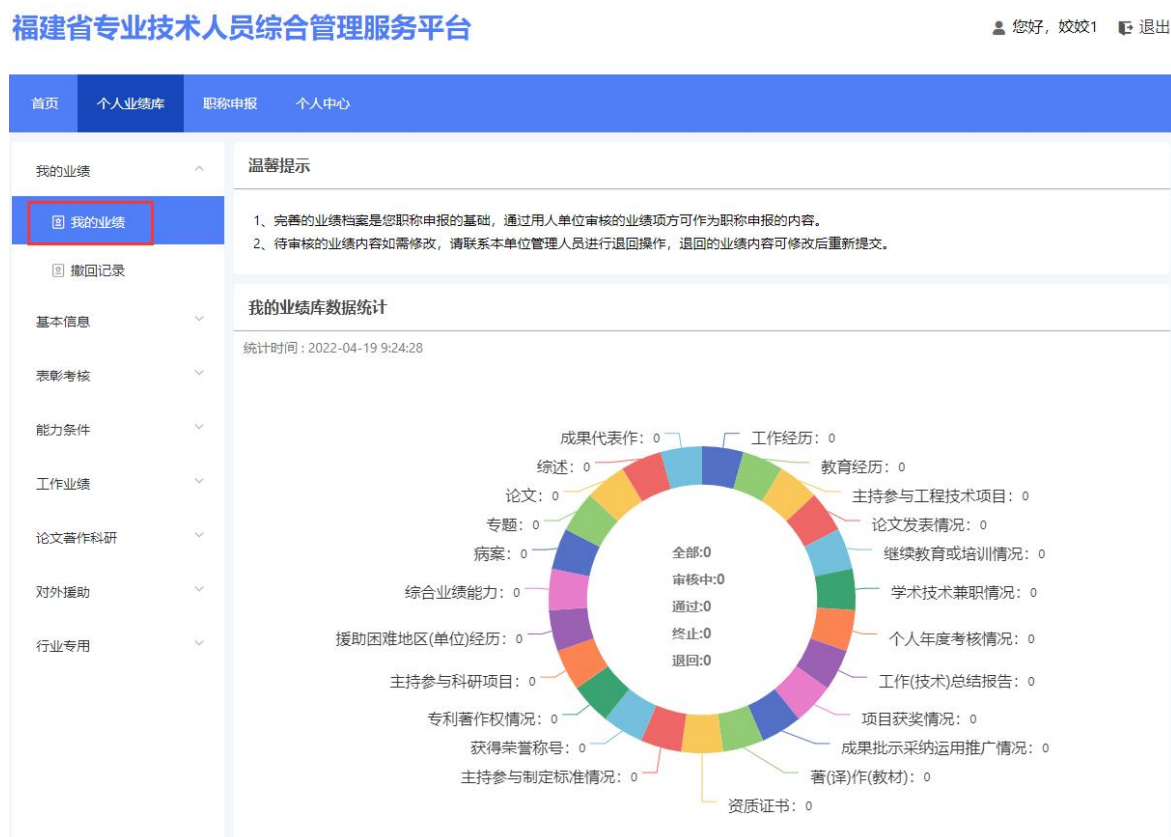 福建省专业技术人员综合管理服务平台
您好，姣姣1 退出
首页 个人业绩库 职称申报 个人中心
我的业绩
我的业绩
撤回记录
基本信息
表彰考核
能力条件
工作业绩
论文著作科研
对外援助
行业专用
温馨提示
1、完善的业绩档案是您职称申报的基础，通过用人单位审核的业绩项方可作为职称申报的内容。
2、待审核的业绩内容如需修改，请联系本单位管理人员进行退回操作，退回的业绩内容可修改后重新提交。
我的业绩库数据统计
统计时间 : 2022-04-19 9:24:28
成果代表作：0
工作经历：0
综述：0
教育经历：0
论文：0
主持参与工程技术项目：0
专题：0
论文发表情况：0
病案：0
继续教育或培训情况：0
综合业绩能力：0
学术技术兼职情况：0
援助困难地区(单位)经历：0
个人年度考核情况：0
主持参与科研项目：0
工作(技术)总结报告：0
专利著作权情况：0
项目获奖情况：0
获得荣誉称号：0
成果批示采纳运用推广情况：0
主持参与制定标准情况：0
著(译)作(教材)：0
资质证书：0
全部:0
审核中:0
通过:0
终止:0
退回:0